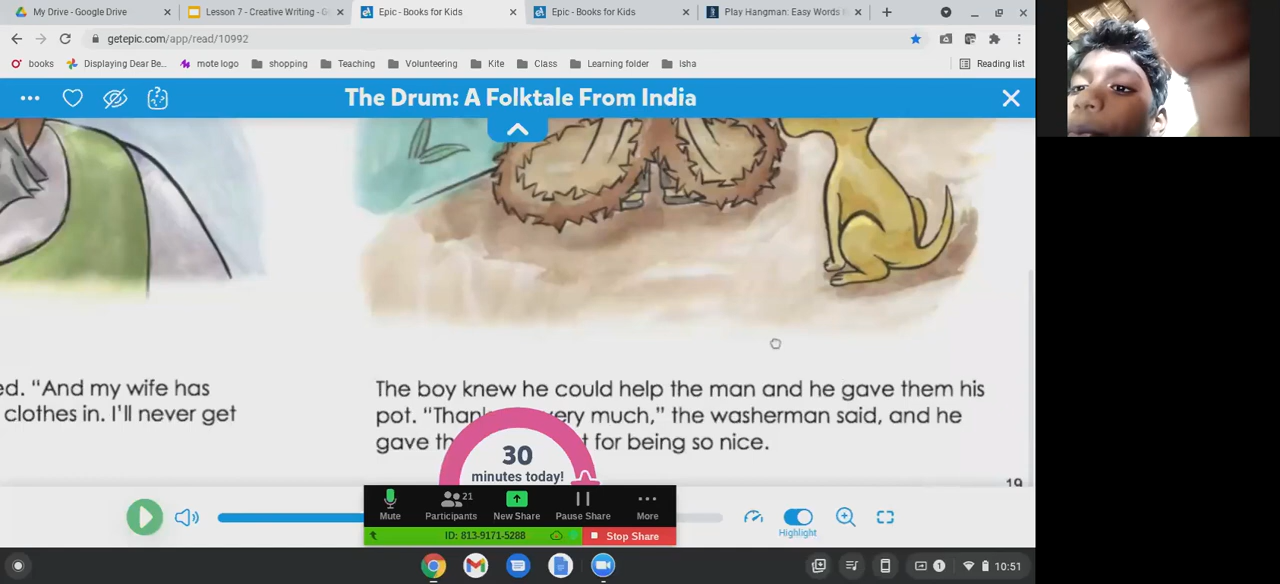 My Drive - Google Drive
Lesson 7 - Creative Writing - G
Epic - Books for Kids
Epic - Books for Kids
Play Hangman: Easy Words
getepic.com/app/read/10992
books
Displaying Dear Be...
mote logo
shopping
Teaching
Volunteering
Kite
Class
Learning folder
Isha
Reading list
The Drum: A Folktale From India
ed. “And my wife has
clothes in. I’ll never get
The boy knew he could help the man and he gave them his
pot. “Thank very much,” the washerman said, and he
gave th t for being so nice.
19
30
minutes today!
Mute
21
Participants
New Share
Pause Share
More
ID: 813-9171-5288
Stop Share
Highlight
1
10:51